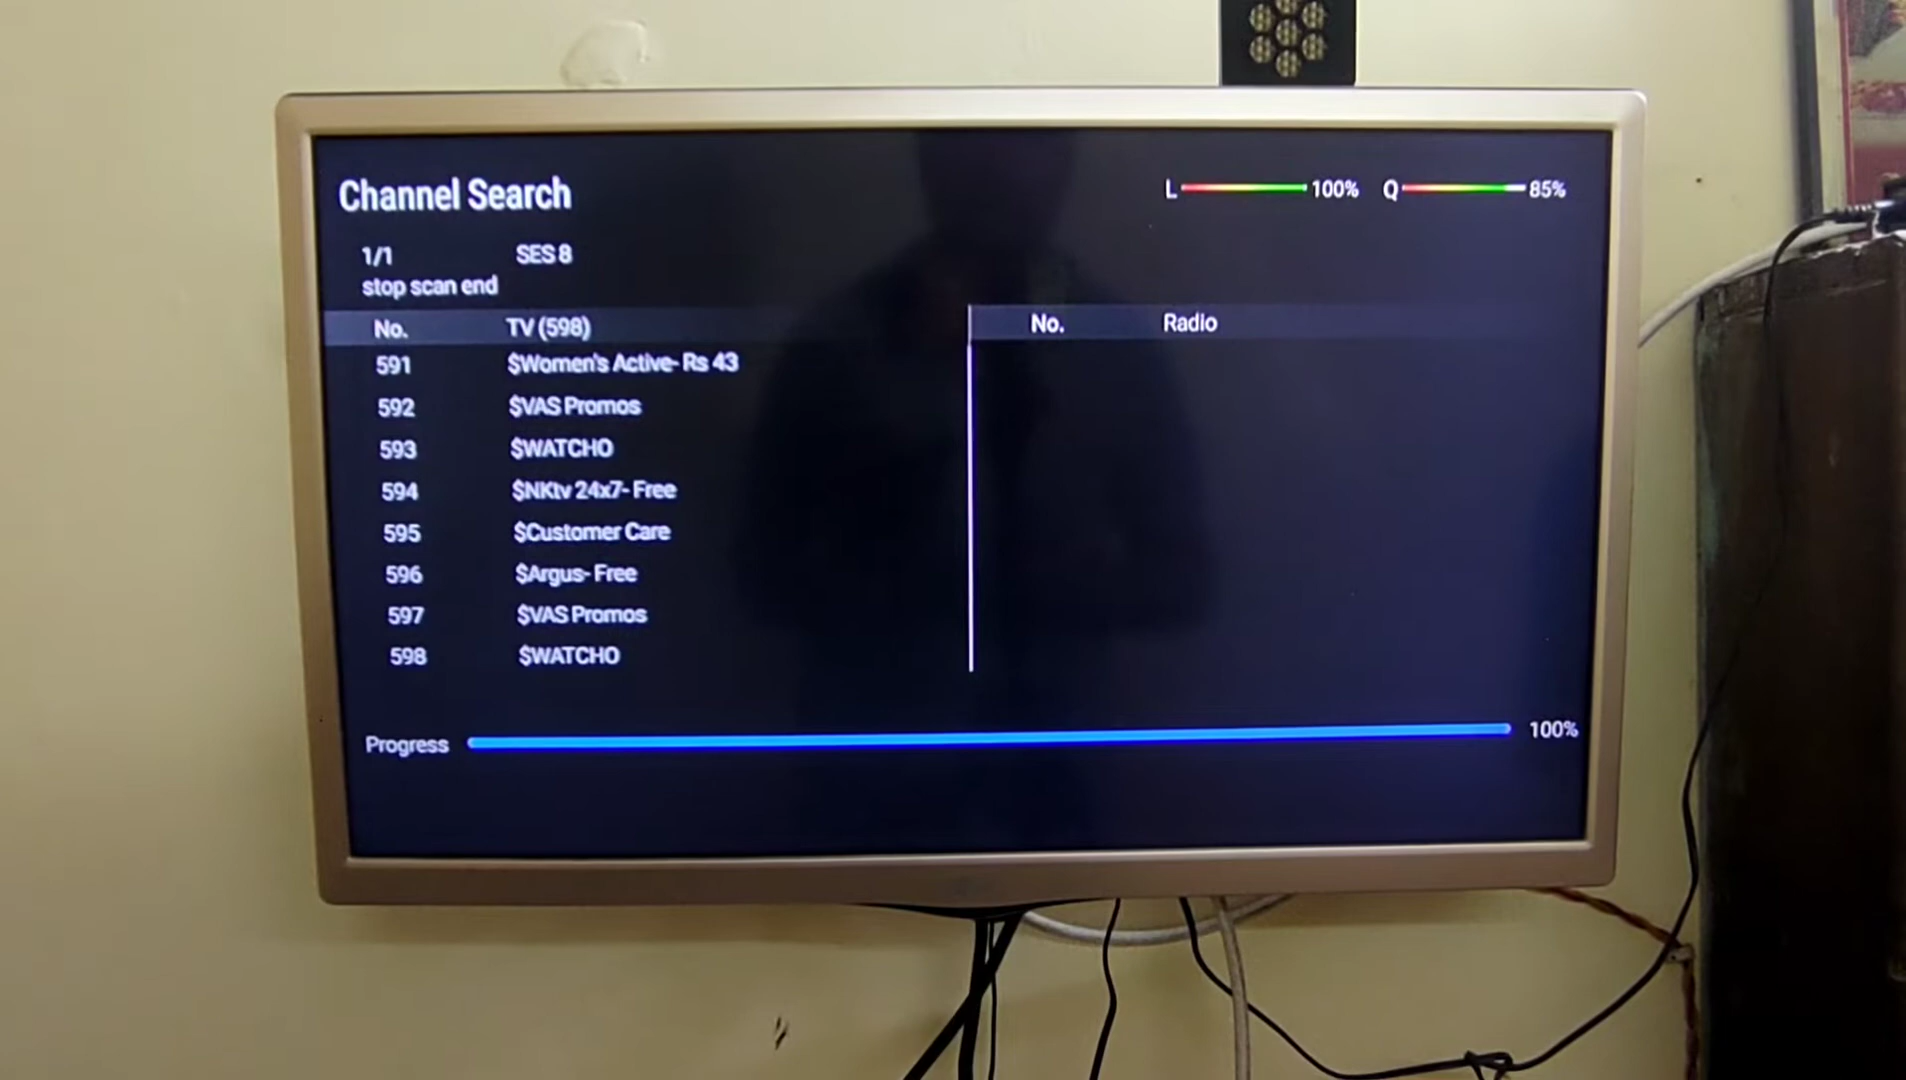 Channel Search
L 100% Q 85%
1/1 SES 8
stop scan end
No. TV (598) No. Radio
591 $Women's Active- Rs 43
592 $VAS Promos
593 $WATCHO
594 $NKtv 24x7- Free
595 $Customer Care
596 $Argus- Free
597 $VAS Promos
598 $WATCHO
Progress 100%